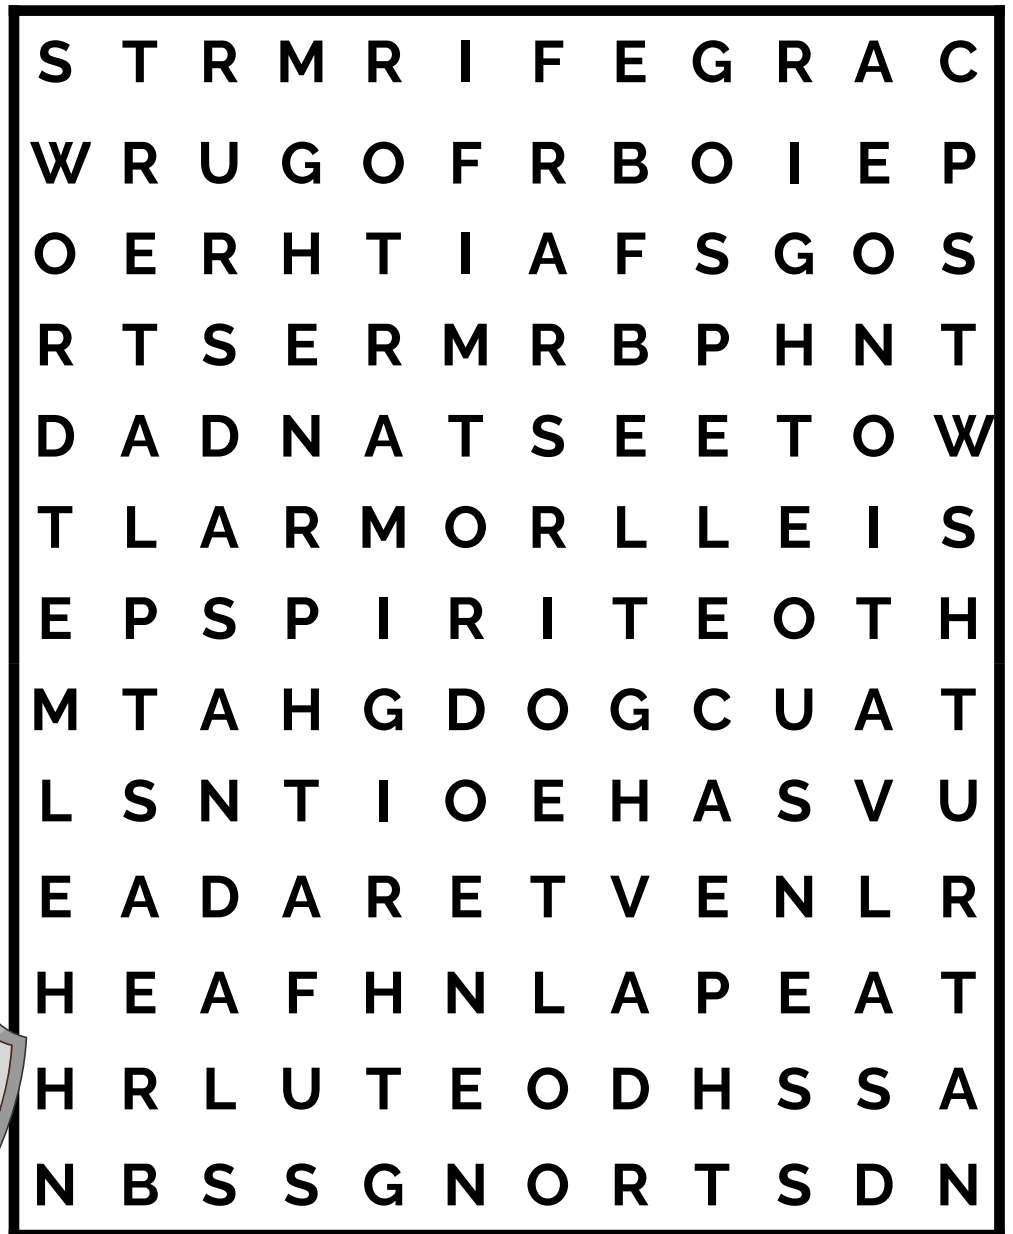 S T R M R I F E G R A C
W R U G O F R B O I E P
O E R H T I A F S G O S
R T S E R M R B P H N T
D A D N A T S E E T O W
T L A R M O R L L E I S
E P S P I R I T E O T H
M T A H G D O G C U A T
L S N T I O E H A S V U
E A D A R E T V E N L R
H E A F H N L A P E A T
H R L U T E O D H S S A
N B S S G N O R T S D N